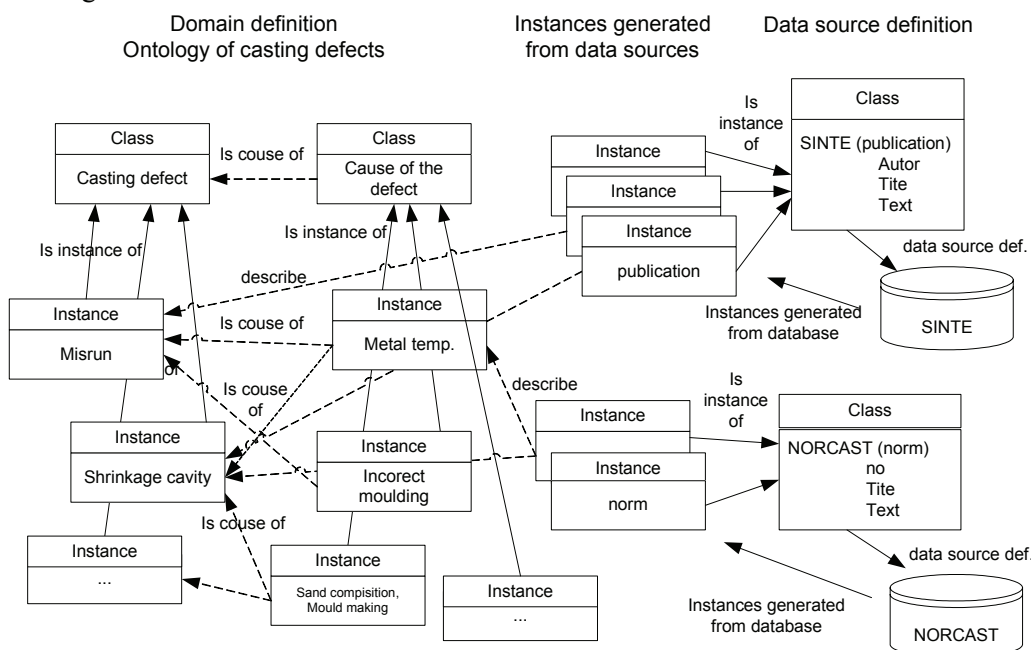 Domain definition
Ontology of casting defects
Instances generated
from data sources
Data source definition
Class
Casting defect
Is couse of
Class
Cause of the
defect
Is instance of
Is instance of
Instance
Instance
Instance
publication
Is
instance
of
Class
SINTE (publication)
Autor
Tite
Text
data source def.
SINTE
Instances generated
from database
describe
Instance
Misrun
of
Is couse of
Instance
Metal temp.
Is couse
of
describe
Instance
Shrinkage cavity
Instance
Incorect
moulding
Instance
Instance
norm
Is
instance
of
Class
NORCAST (norm)
no
Tite
Text
data source def.
NORCAST
Instances generated
from database
Is couse of
Instance
...
Instance
Sand compisition,
Mould making
Instance
...